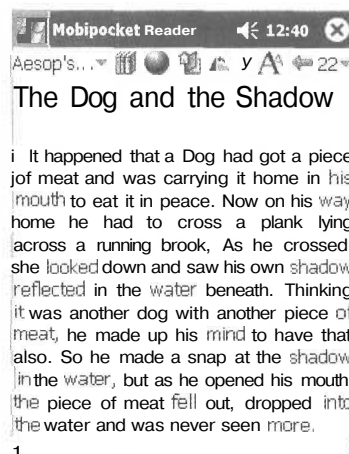 Mobipocket Reader 12:40
Aesop's... y A 22
The Dog and the Shadow
i It happened that a Dog had got a piece
jof meat and was carrying it home in his
mouth to eat it in peace. Now on his way
home he had to cross a plank lying
across a running brook, As he crossed,
she looked down and saw his own shadow
reflected in the water beneath. Thinking
it was another dog with another piece of
meat, he made up his mind to have that
also. So he made a snap at the shadow
in the water, but as he opened his mouth
the piece of meat fell out, dropped into
the water and was never seen more.
1